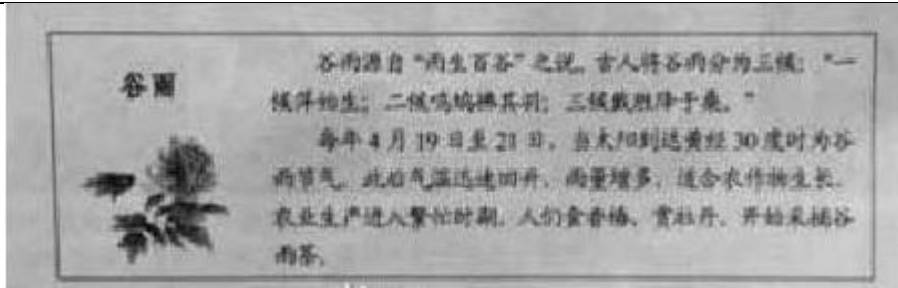 谷雨
谷雨源自“雨生百谷”之说。古人将谷雨分为三候：“一
候萍始生；二候鸣鸠拂其羽；三候戴胜降于桑。”
每年4月19日至21日，当太阳到达黄经30度时为谷
雨节气。此后气温迅速回升，雨量增多，适合农作物生长。
农业生产进入繁忙时期。人们食香椿、赏牡丹，开始采摘谷
雨茶。